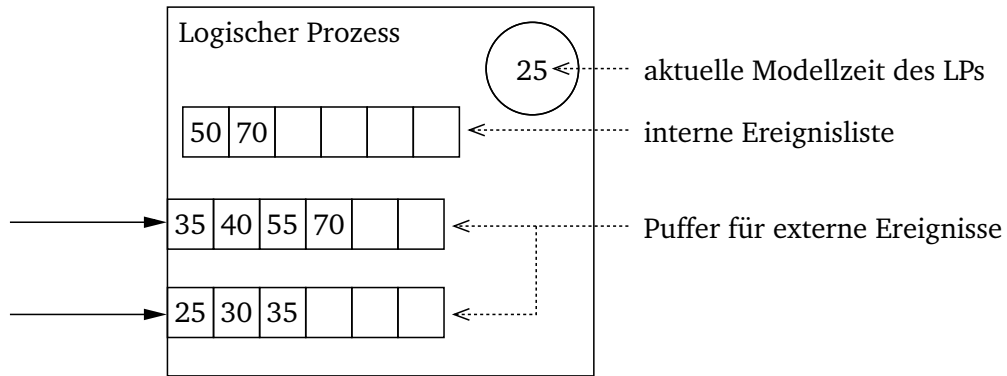 Logischer Prozess
25
aktuelle Modellzeit des LPs
50 70
interne Ereignisliste
35 40 55 70
Puffer für externe Ereignisse
25 30 35